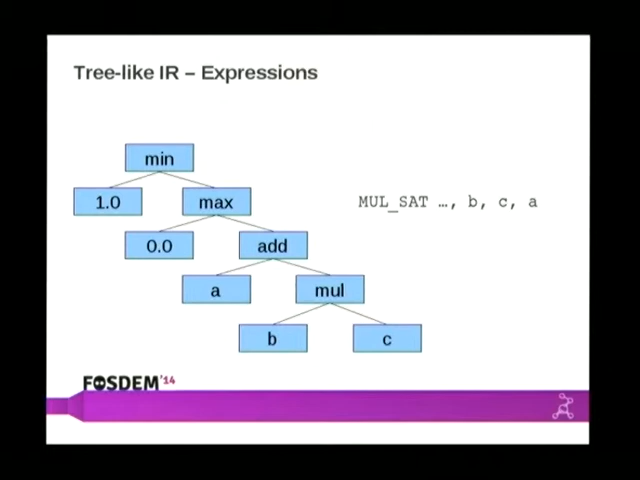 Tree-like IR – Expressions
min
1.0
max
MUL_SAT …, b, c, a
0.0
add
a
mul
b
c
FOSDEM'14